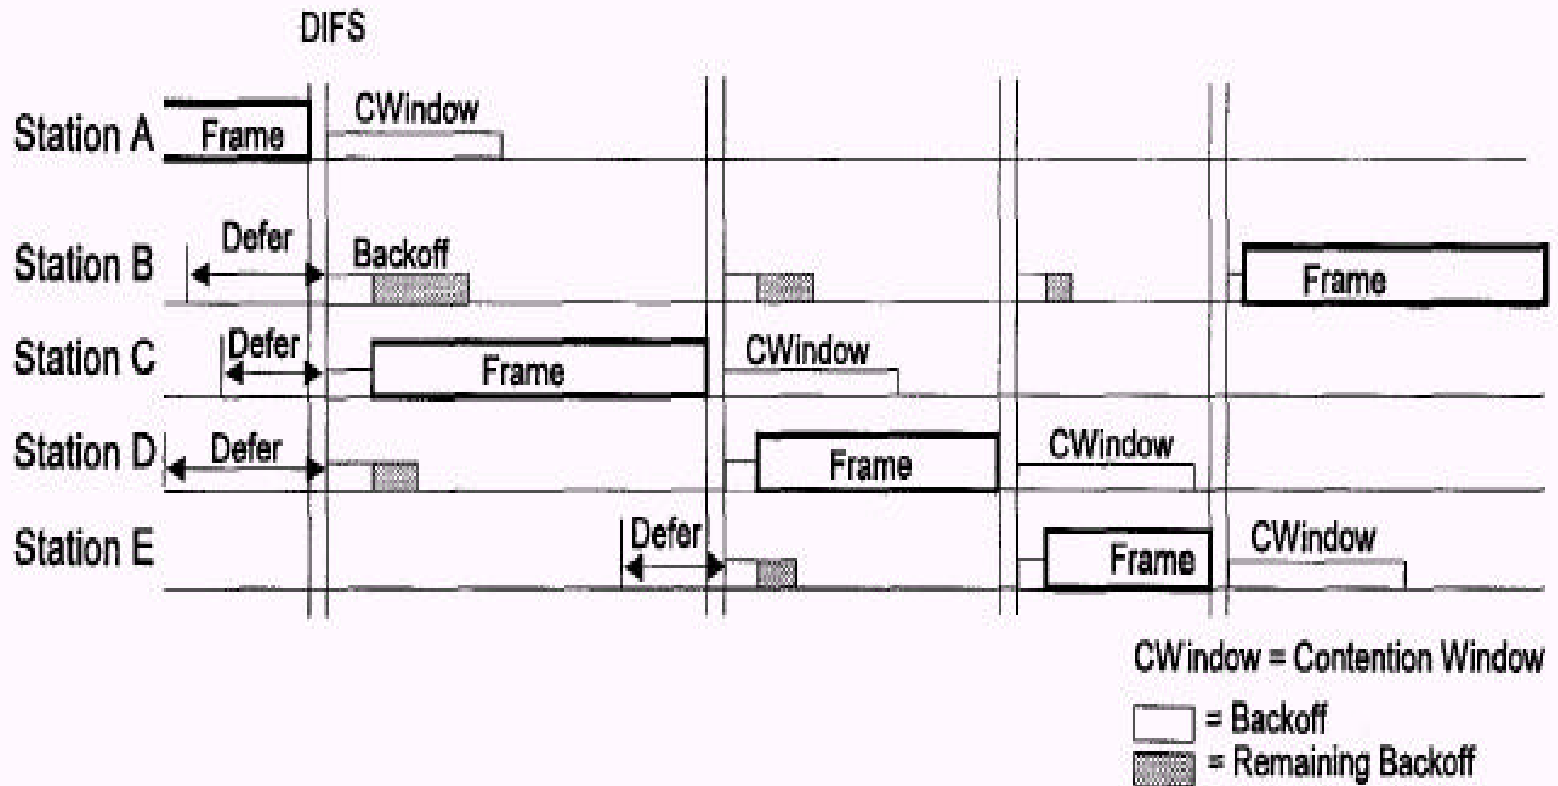 DIFS
Station A Frame CWindow
Station B Defer Backoff Frame
Station C Defer Frame CWindow
Station D Defer Frame CWindow
Station E Defer Frame CWindow
CWindow = Contention Window
= Backoff
= Remaining Backoff